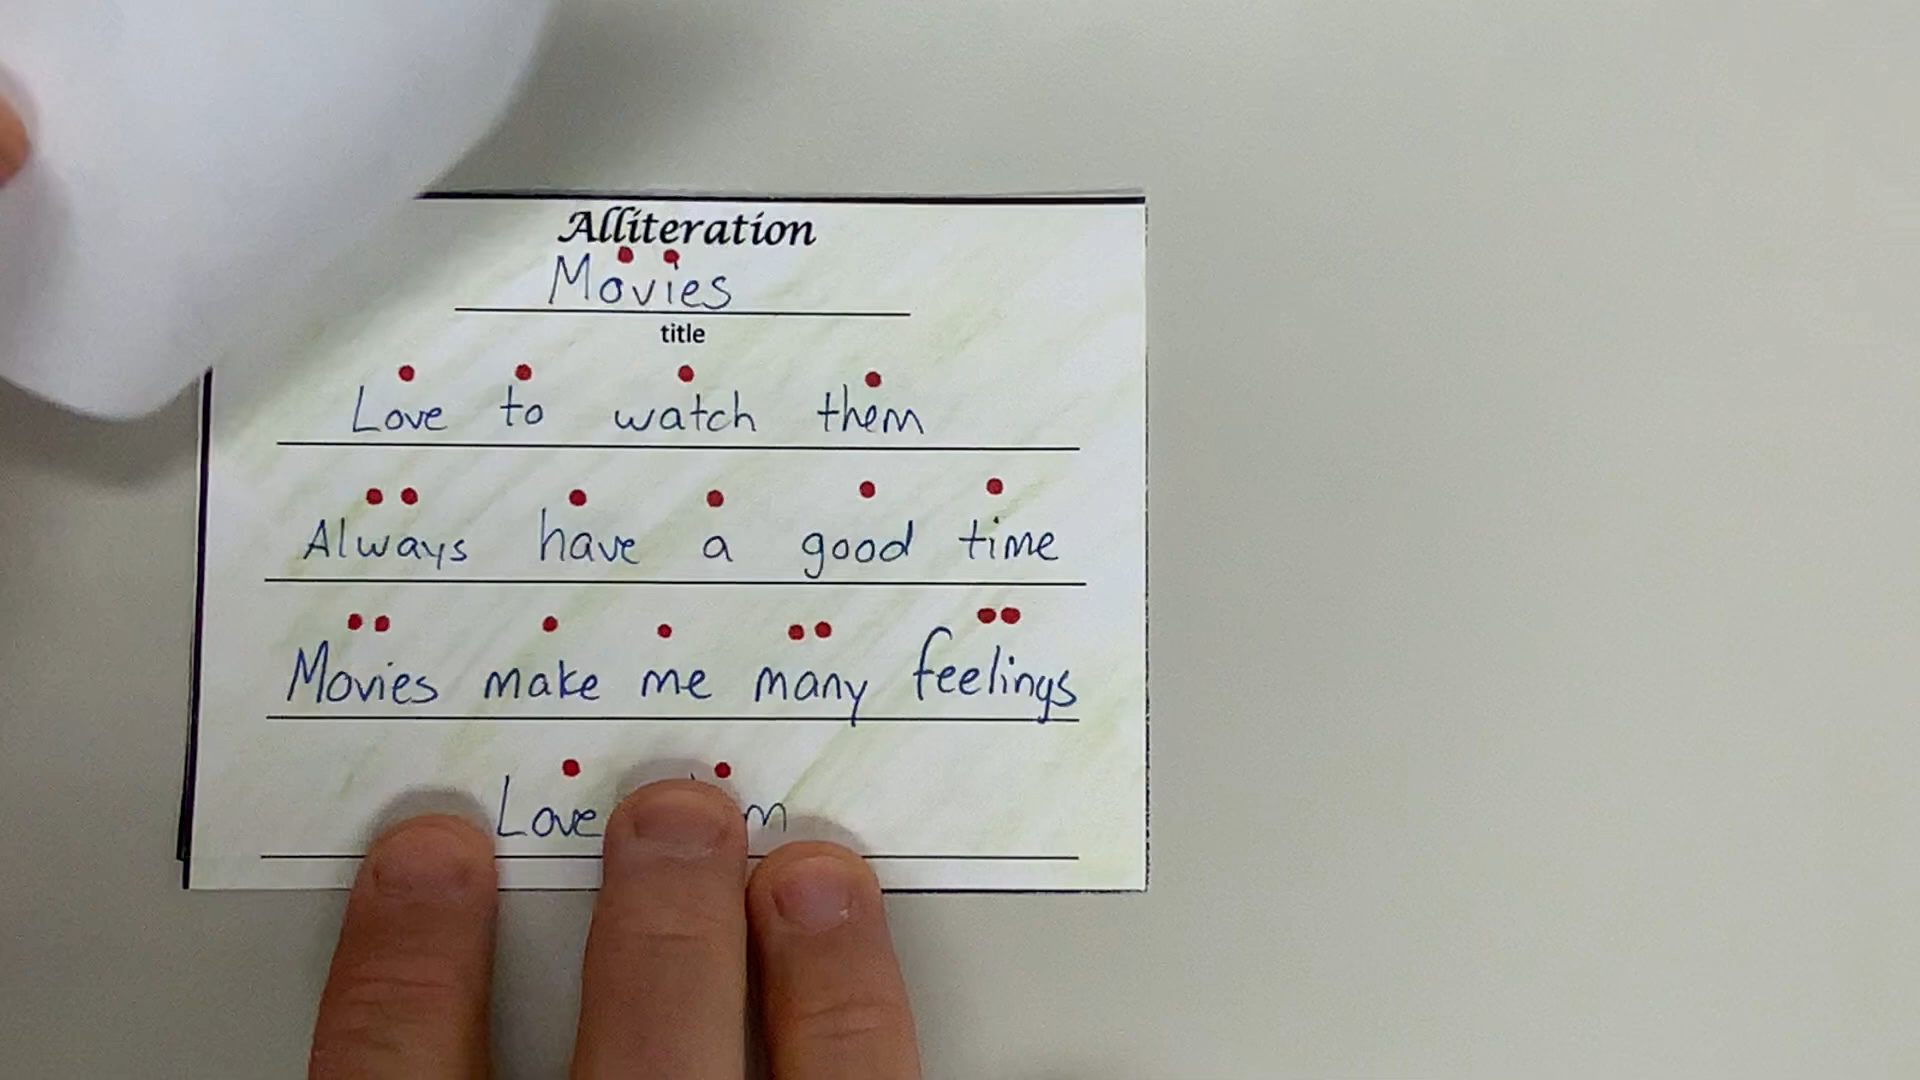 Alliteration
Movies
title
Love to watch them
Always have a good time
Movies make me many feelings
Love